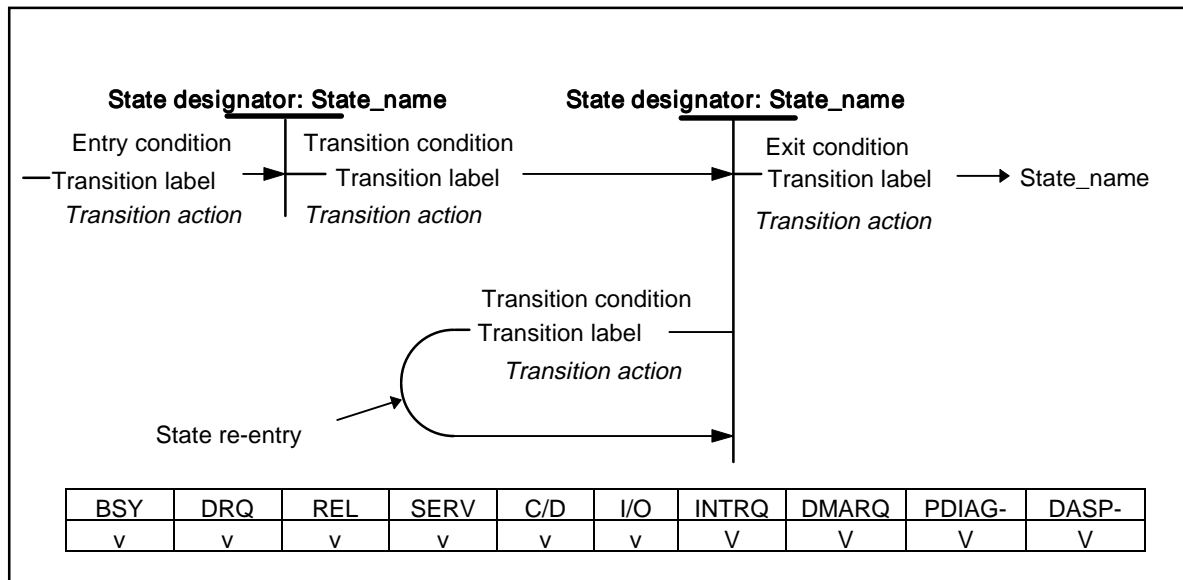 State designator: State_name State designator: State_name
Entry condition Transition condition Exit condition
Transition label Transition label Transition label State_name
Transition action Transition action Transition action
Transition condition
Transition label
Transition action
State re-entry
BSY DRQ REL SERV C/D I/O INTRQ DMARQ PDIAG- DASP-
v v v v v v V V V V